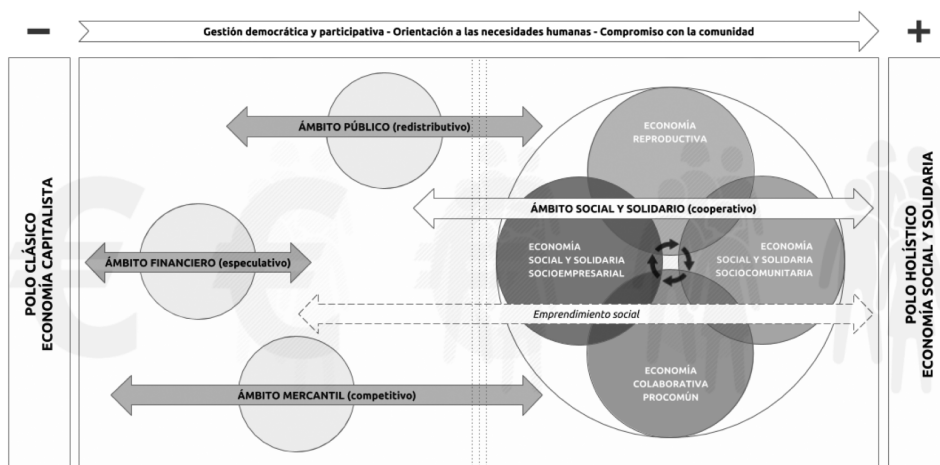 −
Gestión democrática y participativa - Orientación a las necesidades humanas - Compromiso con la comunidad
+
POLO CLÁSICO
ECONOMÍA CAPITALISTA
ÁMBITO PÚBLICO (redistributivo)
ECONOMÍA
REPRODUCTIVA
ÁMBITO SOCIAL Y SOLIDARIO (cooperativo)
ÁMBITO FINANCIERO (especulativo)
ECONOMÍA
SOCIAL Y SOLIDARIA
SOCIOEMPRESARIAL
ECONOMÍA
SOCIAL Y SOLIDARIA
SOCIOCOMUNITARIA
Emprendimiento social
ÁMBITO MERCANTIL (competitivo)
ECONOMÍA
COLABORATIVA
PROCOMÚN
POLO HOLÍSTICO
ECONOMÍA SOCIAL Y SOLIDARIA